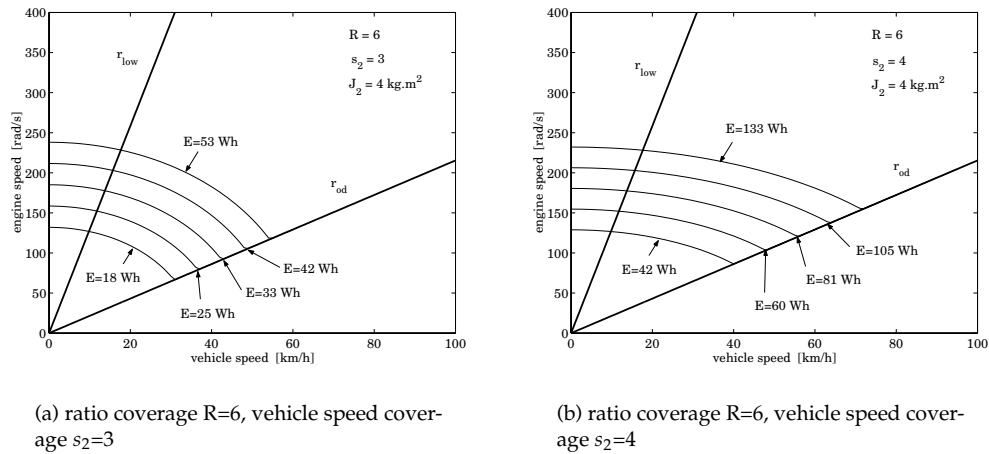 400
350
300
250
200
150
100
50
0
engine speed [rad/s]
0 20 40 60 80 100
vehicle speed [km/h]
r_low
r_od
R = 6
s_2 = 3
J_2 = 4 kg.m^2
E=53 Wh
E=18 Wh
E=42 Wh
E=33 Wh
E=25 Wh
(a) ratio coverage R=6, vehicle speed cover-
age s_2=3
400
350
300
250
200
150
100
50
0
engine speed [rad/s]
0 20 40 60 80 100
vehicle speed [km/h]
r_low
r_od
R = 6
s_2 = 4
J_2 = 4 kg.m^2
E=133 Wh
E=42 Wh
E=105 Wh
E=81 Wh
E=60 Wh
(b) ratio coverage R=6, vehicle speed cover-
age s_2=4